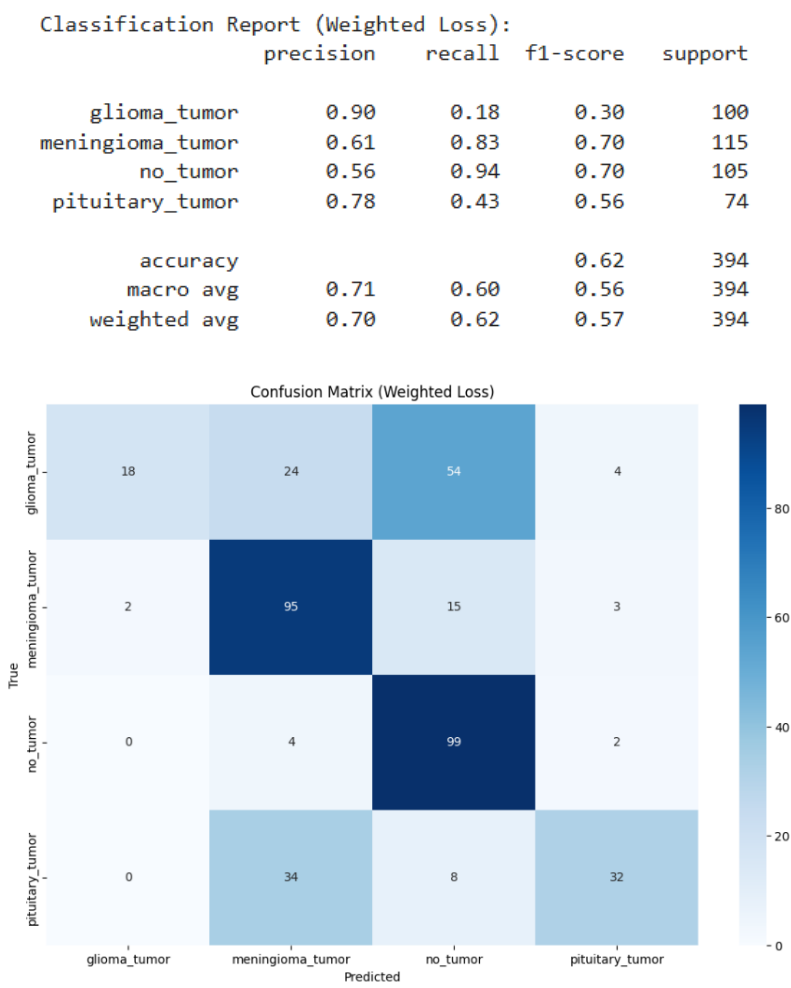 Classification Report (Weighted Loss):
precision recall f1-score support
glioma_tumor 0.90 0.18 0.30 100
meningioma_tumor 0.61 0.83 0.70 115
no_tumor 0.56 0.94 0.70 105
pituitary_tumor 0.78 0.43 0.56 74
accuracy 0.62 394
macro avg 0.71 0.60 0.56 394
weighted avg 0.70 0.62 0.57 394
Confusion Matrix (Weighted Loss)
glioma_tumor 18 24 54 4
meningioma_tumor 2 95 15 3
no_tumor 0 4 99 2
pituitary_tumor 0 34 8 32
True
glioma_tumor meningioma_tumor no_tumor pituitary_tumor
Predicted
80
60
40
20
0